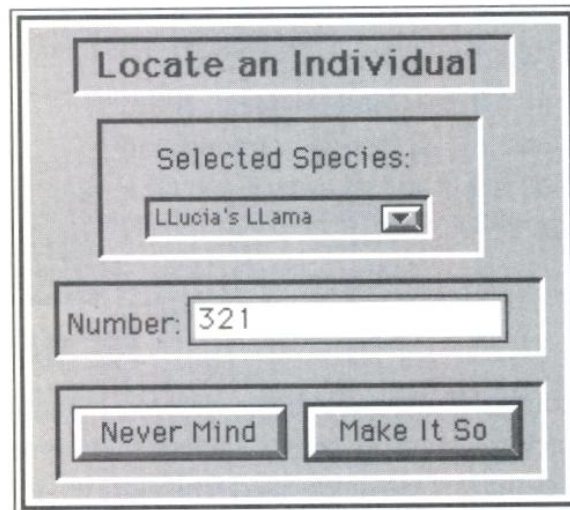 Locate an Individual
Selected Species:
LLucia's LLama
Number: 321
Never Mind Make It So